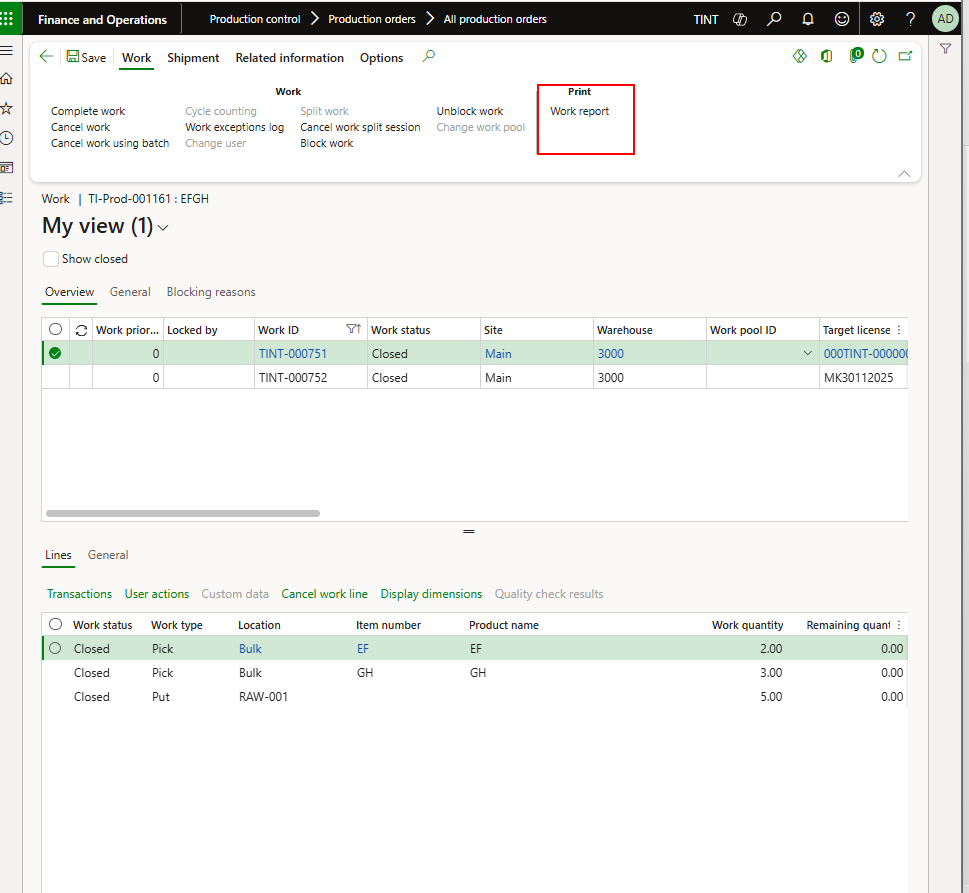 Finance and Operations Production control Production orders All production orders TINT AD
Save Work Shipment Related information Options 0
Work Print
Complete work Cycle counting Split work Unblock work Work report
Cancel work Work exceptions log Cancel work split session Change work pool
Cancel work using batch Change user Block work
Work | TI-Prod-001161 : EFGH
My view (1)
Show closed
Overview General Blocking reasons
Work prior... Locked by Work ID Work status Site Warehouse Work pool ID Target license
0 TINT-000751 Closed Main 3000 000TINT-000000
0 TINT-000752 Closed Main 3000 MK30112025
Lines General
Transactions User actions Custom data Cancel work line Display dimensions Quality check results
Work status Work type Location Item number Product name Work quantity Remaining quant
Closed Pick Bulk EF EF 2.00 0.00
Closed Pick Bulk GH GH 3.00 0.00
Closed Put RAW-001 5.00 0.00